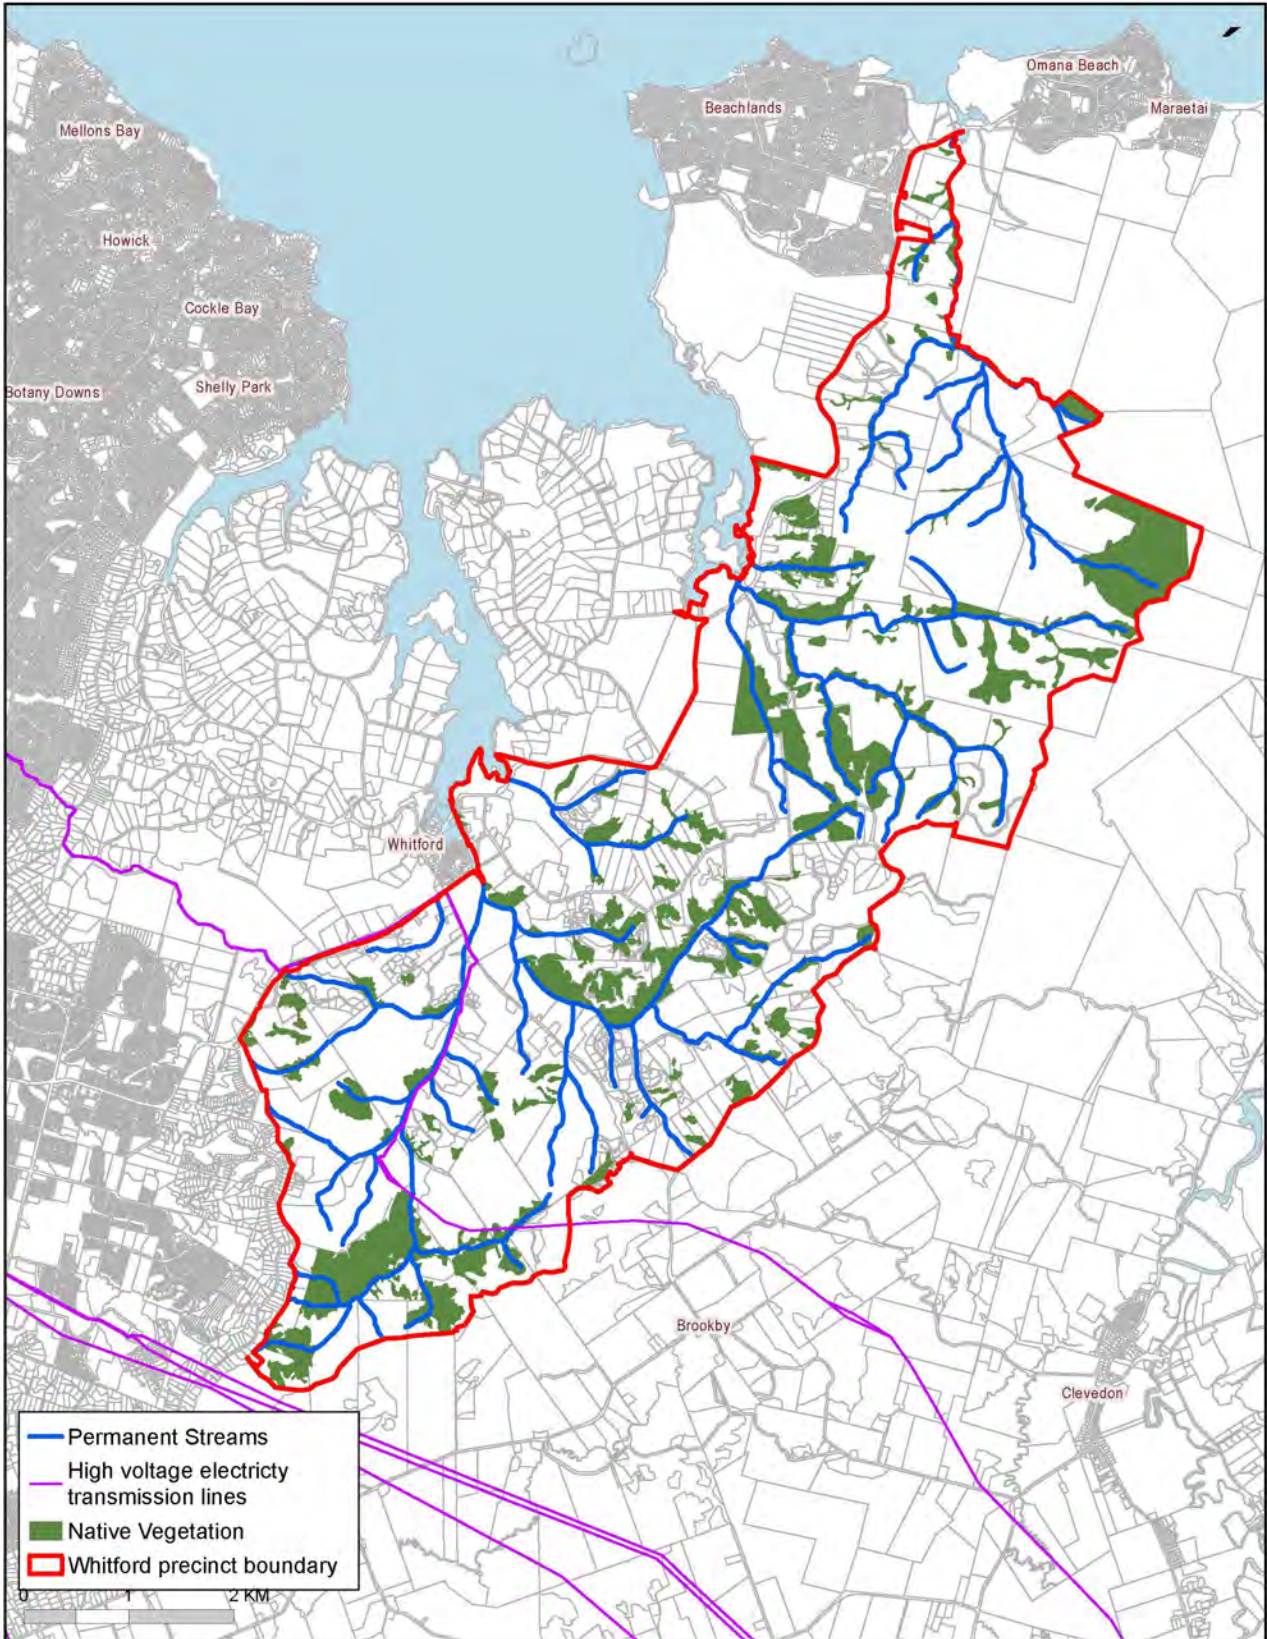 Omana Beach
Beachlands
Maraetai
Mellons Bay
Howick
Cockle Bay
Shelly Park
Botany Downs
Whitford
Brookby
Clevedon
Permanent Streams
High voltage electricty
transmission lines
Native Vegetation
Whitford precinct boundary
0 1 2 KM